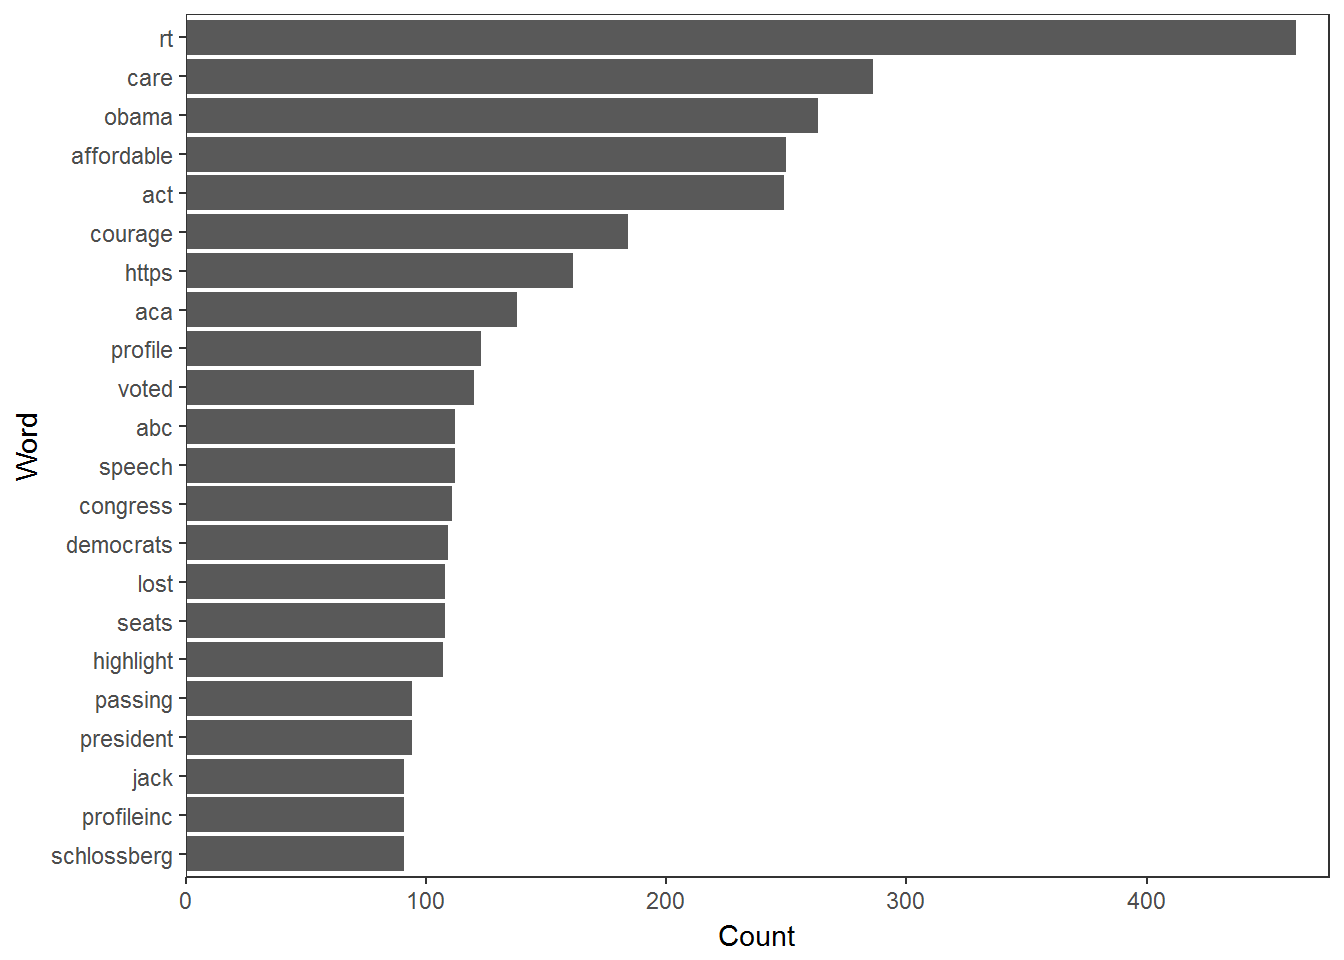 rt
care
obama
affordable
act
courage
https
aca
profile
voted
abc
speech
congress
democrats
lost
seats
highlight
passing
president
jack
profileinc
schlossberg
Word
0 100 200 300 400
Count